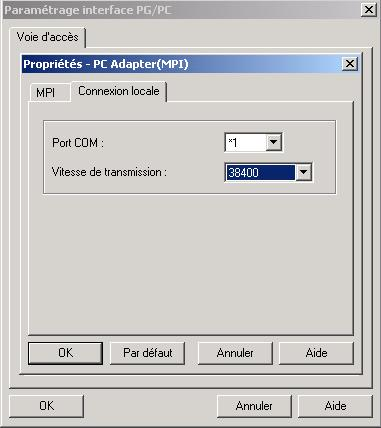 Paramétrage interface PG/PC
Voie d'accès
Propriétés - PC Adapter(MPI)
MPI
Connexion locale
Port COM :
*1
Vitesse de transmission :
38400
OK
Par défaut
Annuler
Aide
OK
Annuler
Aide